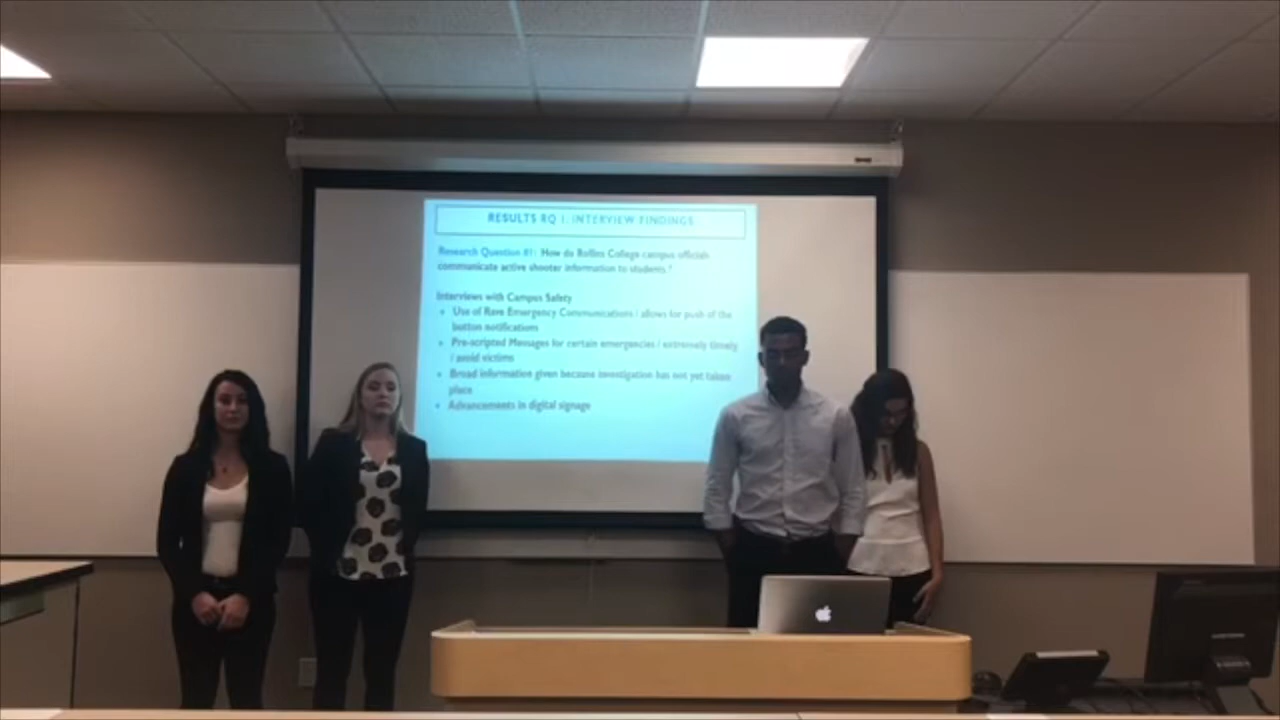 RESULTS RQ 1: INTERVIEW FINDINGS
Research Question #1: How do Rollins College campus officials
communicate active shooter information to students?
Interviews with Campus Safety
• Use of Rave Emergency Communications / allows for push of the
button notifications
• Pre-scripted Messages for certain emergencies / extremely timely
/ avoid victims
• Broad information given because investigation has not yet taken
place
• Advancements in digital signage